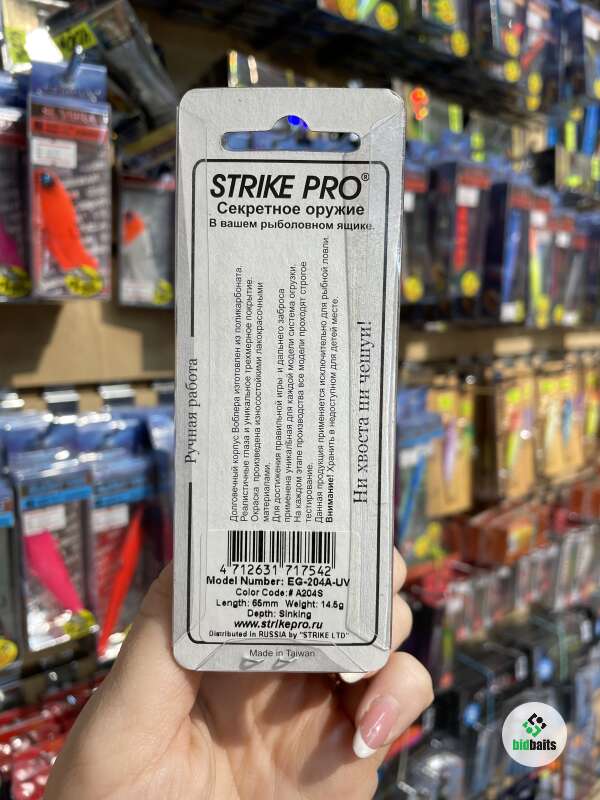 STRIKE PRO®
Секретное оружие
В вашем рыболовном ящике.
Ручная работа
Долговечный корпус Воблера изготовлен из поликарбоната.
Реалистичные глаза и уникальное трехмерное покрытие.
Окраска произведена износостойкими лакокрасочными
материалами.
Для достижения правильной игры и дальнего заброса
применена уникалбная для каждой модели система огрузки.
На каждом этапе производства все модели проходят строгое
тестирование.
Данная продукция применяется исключительно для рыбной ловли.
Внимание! Хранить в недоступном для детей месте.
Ни хвоста ни чешуи!
4 712631 717542
Model Number: EG-204A-UV
Color Code: # A204S
Length: 65mm Weight: 14.5g
Depth: Sinking
www.strikepro.ru
Distributed in RUSSIA by "STRIKE LTD"
Made in Taiwan
bidbaits